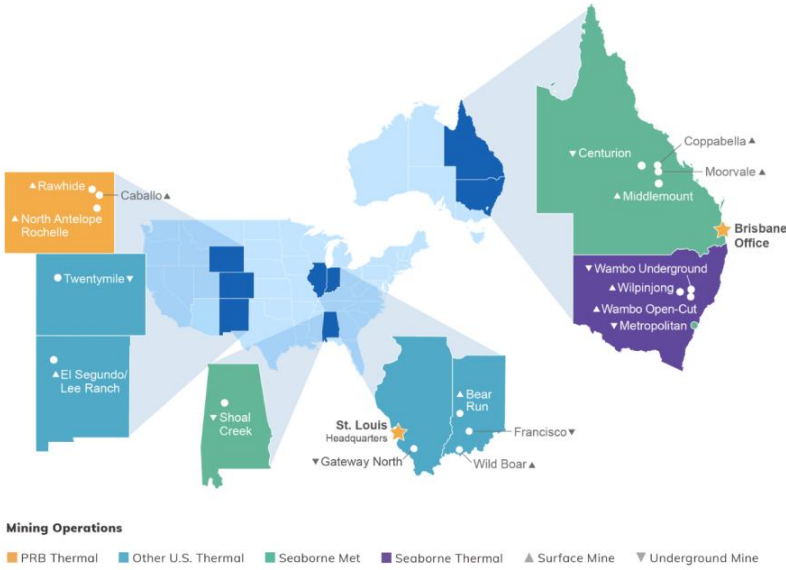 Coppabella ▲
▼ Centurion
Moorvale ▲
▲ Middlemount
Brisbane
Office
▲ Rawhide
Caballo ▲
▲ North Antelope
Rochelle
Twentymile ▼
▲ El Segundo/
Lee Ranch
▼ Wambo Underground
▲ Wilpinjong
▲ Wambo Open-Cut
▼ Metropolitan
▼ Shoal
Creek
St. Louis
Headquarters
▼ Gateway North
▲ Bear
Run
Francisco ▼
Wild Boar ▲
Mining Operations
PRB Thermal
Other U.S. Thermal
Seaborne Met
Seaborne Thermal
▲ Surface Mine
▼ Underground Mine